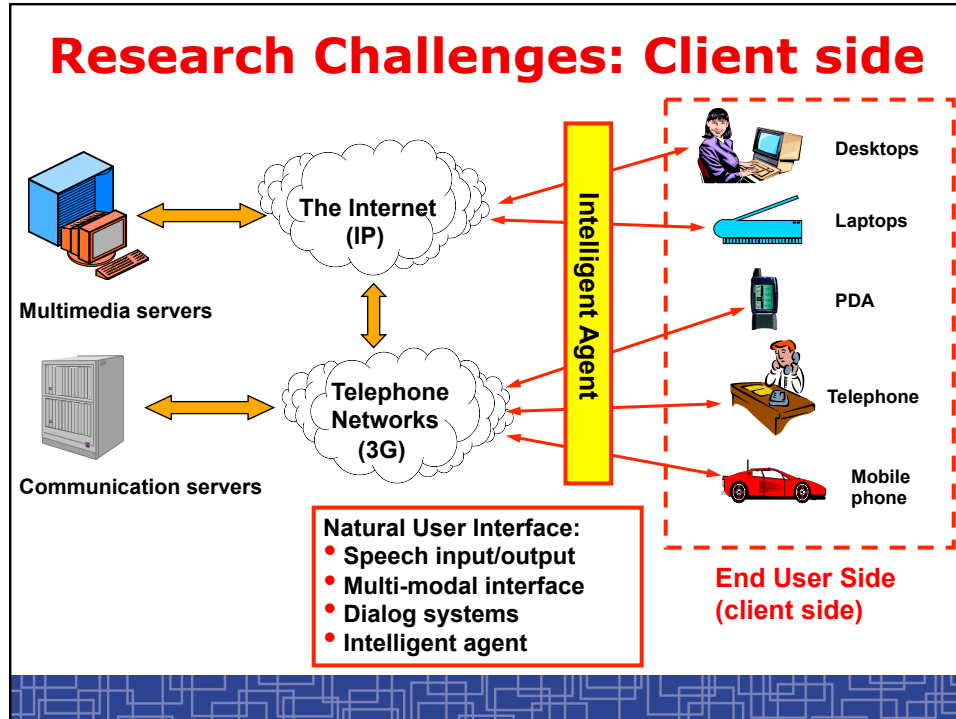 Research Challenges: Client side
The Internet
(IP)
Multimedia servers
Telephone
Networks
(3G)
Communication servers
Intelligent Agent
Desktops
Laptops
PDA
Telephone
Mobile
phone
Natural User Interface:
• Speech input/output
• Multi-modal interface
• Dialog systems
• Intelligent agent
End User Side
(client side)